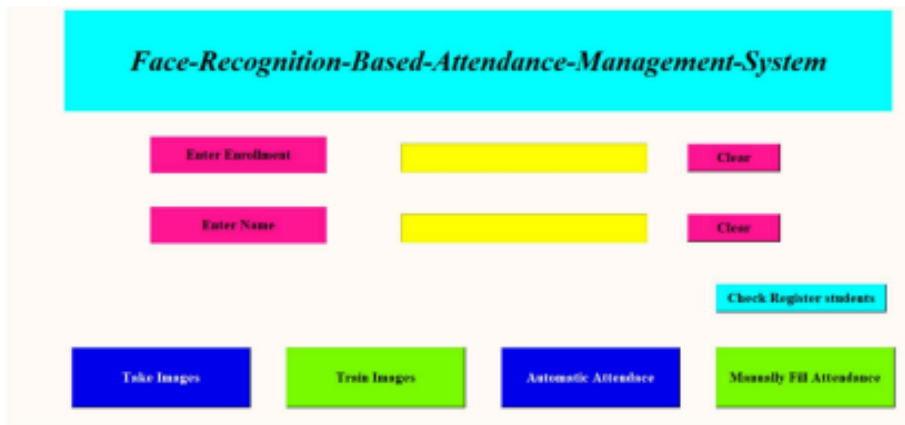 Face-Recognition-Based-Attendance-Management-System
Enter Enrollment
Clear
Enter Name
Clear
Check Register students
Take Images
Train Images
Automatic Attendace
Manually Fill Attendance